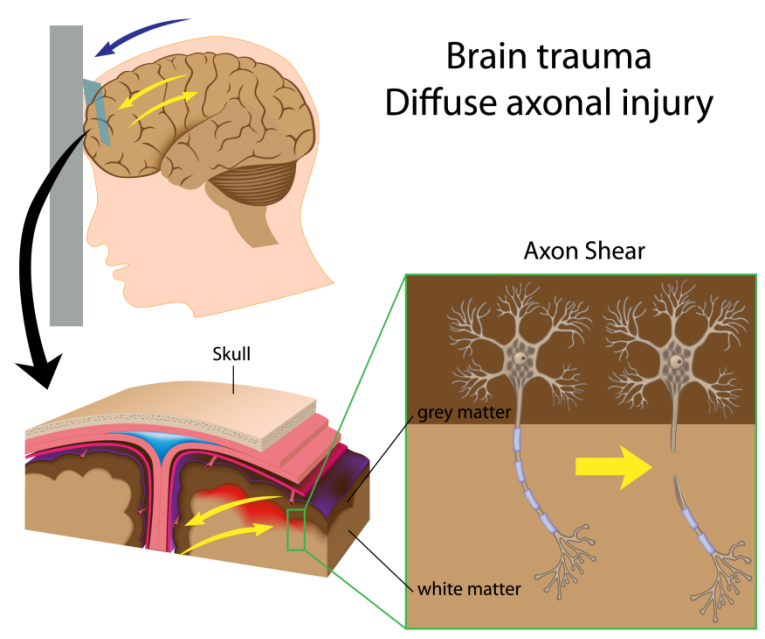 Brain trauma
Diffuse axonal injury
Axon Shear
Skull
grey matter
white matter